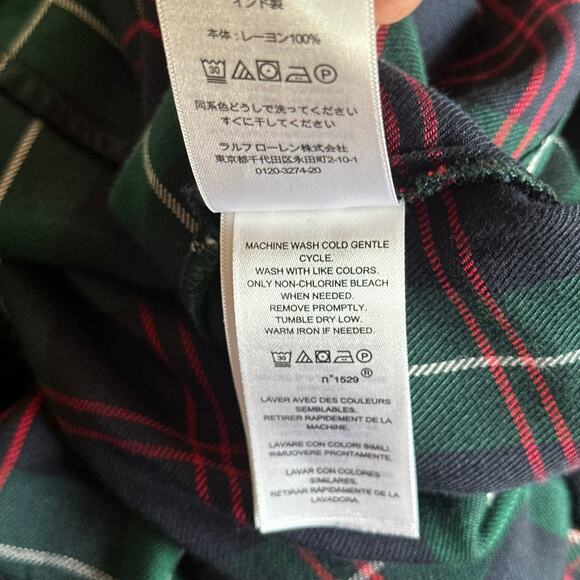 インド製
本体:レーヨン100%
30 P
同系色どうしで洗ってください
すぐに干してください
ラルフ ローレン株式会社
東京都千代田区永田町2-10-1
0120-3274-20
MACHINE WASH COLD GENTLE
CYCLE.
WASH WITH LIKE COLORS.
ONLY NON-CHLORINE BLEACH
WHEN NEEDED.
REMOVE PROMPTLY.
TUMBLE DRY LOW.
WARM IRON IF NEEDED.
30 P
n°1529 ®
LAVER AVEC DES COULEURS
SEMBLABLES.
RETIRER RAPIDEMENT DE LA
MACHINE.
LAVARE CON COLORI SIMILI.
RIMUOVERE PRONTAMENTE.
LAVAR CON COLORES
SIMILARES.
RETIRAR RÁPIDAMENTE DE LA
LAVADORA.